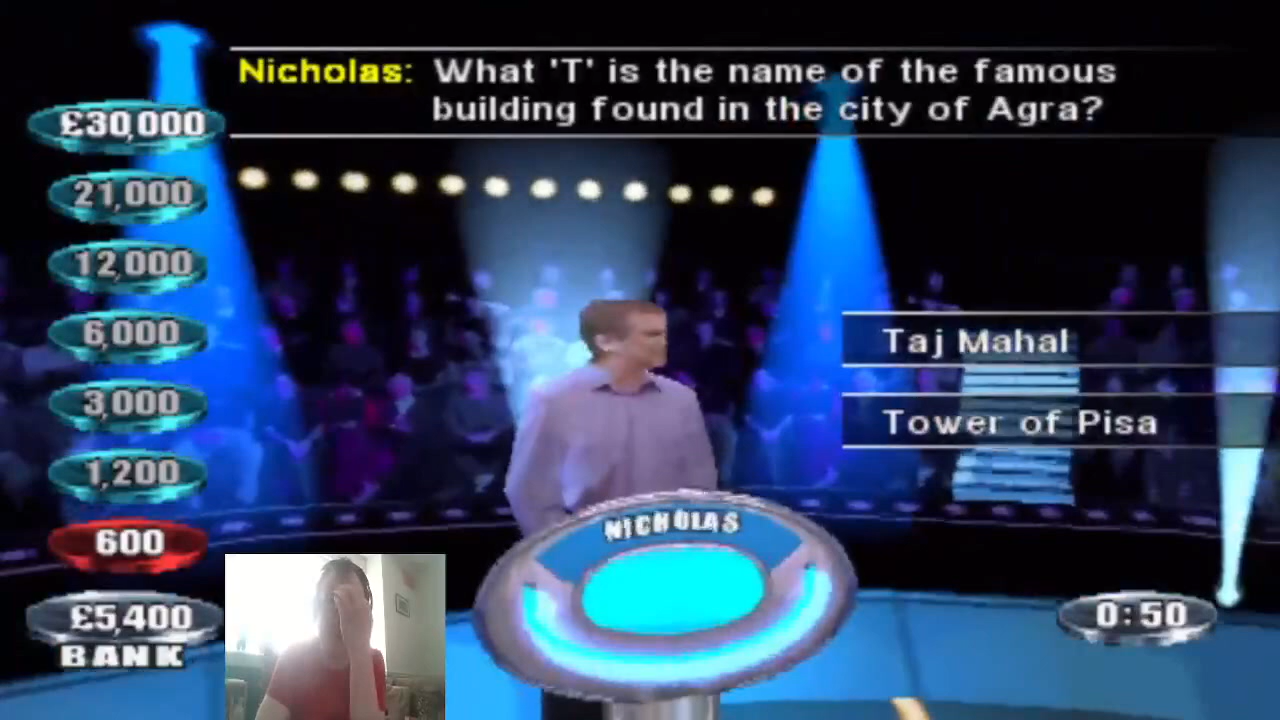 Nicholas: What 'T' is the name of the famous
building found in the city of Agra?
£30,000
21,000
12,000
6,000
3,000
1,200
600
£5,400
BANK
Taj Mahal
Tower of Pisa
NICHOLAS
0:50